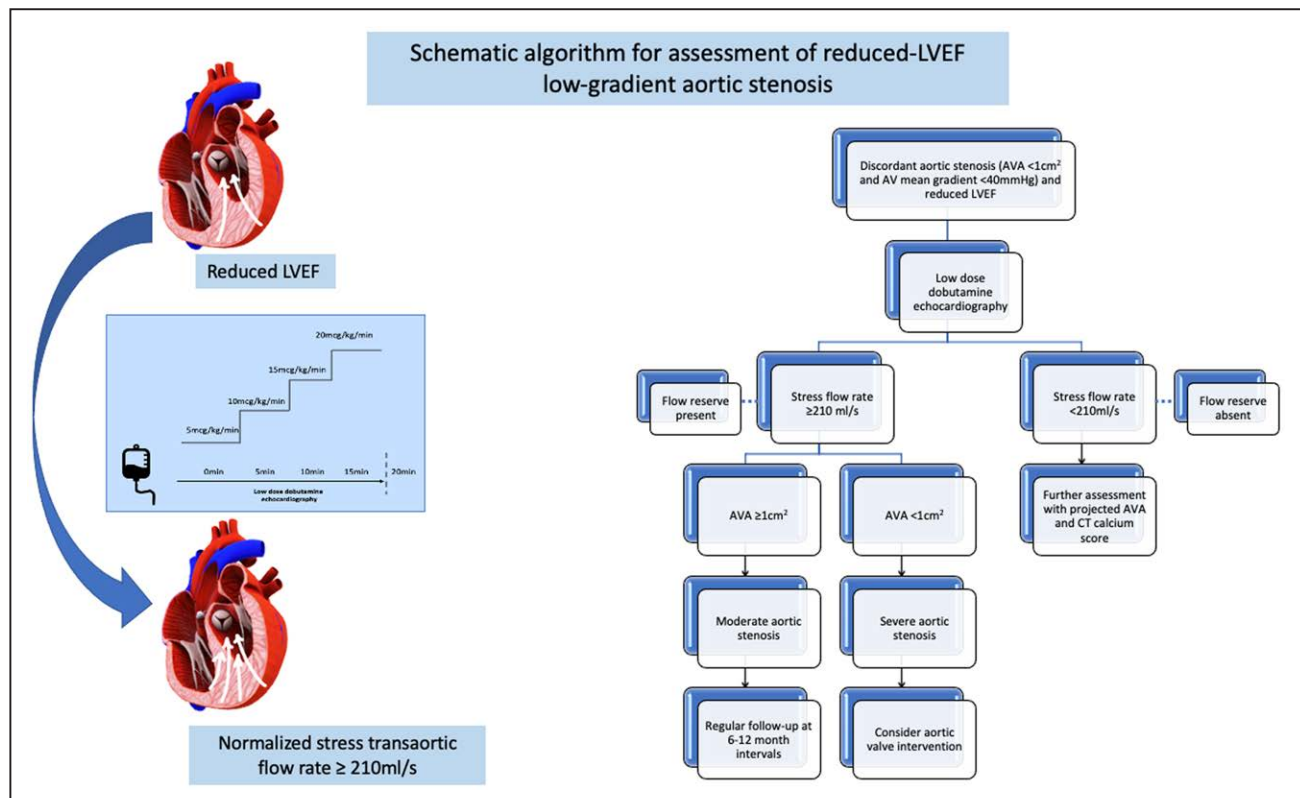 Schematic algorithm for assessment of reduced-LVEF
low-gradient aortic stenosis
Reduced LVEF
20mcg/kg/min
15mcg/kg/min
10mcg/kg/min
5mcg/kg/min
0min 5min 10min 15min 20min
Low dose dobutamine
echocardiography
Normalized stress transaortic
flow rate ≥ 210ml/s
Discordant aortic stenosis (AVA <1cm²
and AV mean gradient <40mmHg) and
reduced LVEF
Low dose
dobutamine
echocardiography
Flow reserve
present
Stress flow rate
≥210 ml/s
Stress flow rate
<210ml/s
Flow reserve
absent
AVA ≥1cm²
AVA <1cm²
Further assessment
with projected AVA
and CT calcium
score
Moderate aortic
stenosis
Severe aortic
stenosis
Regular follow-up at
6-12 month
intervals
Consider aortic
valve intervention